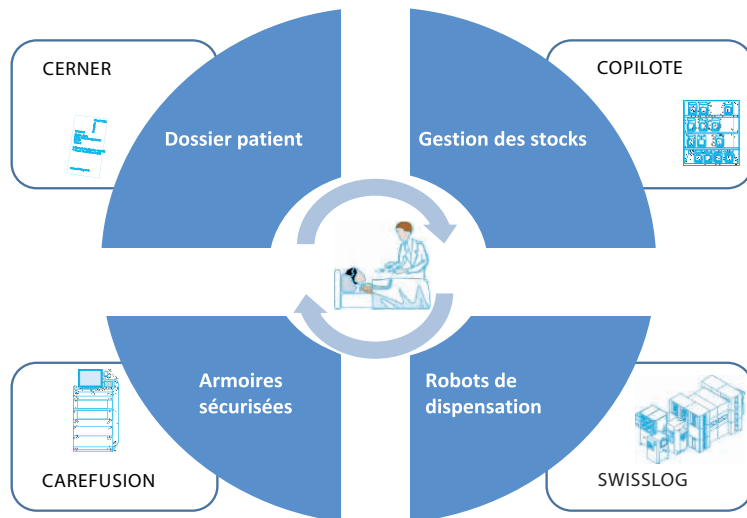 CERNER
COPILOTE
Dossier patient
Gestion des stocks
Armoires
sécurisées
Robots de
dispensation
CAREFUSION
SWISSLOG